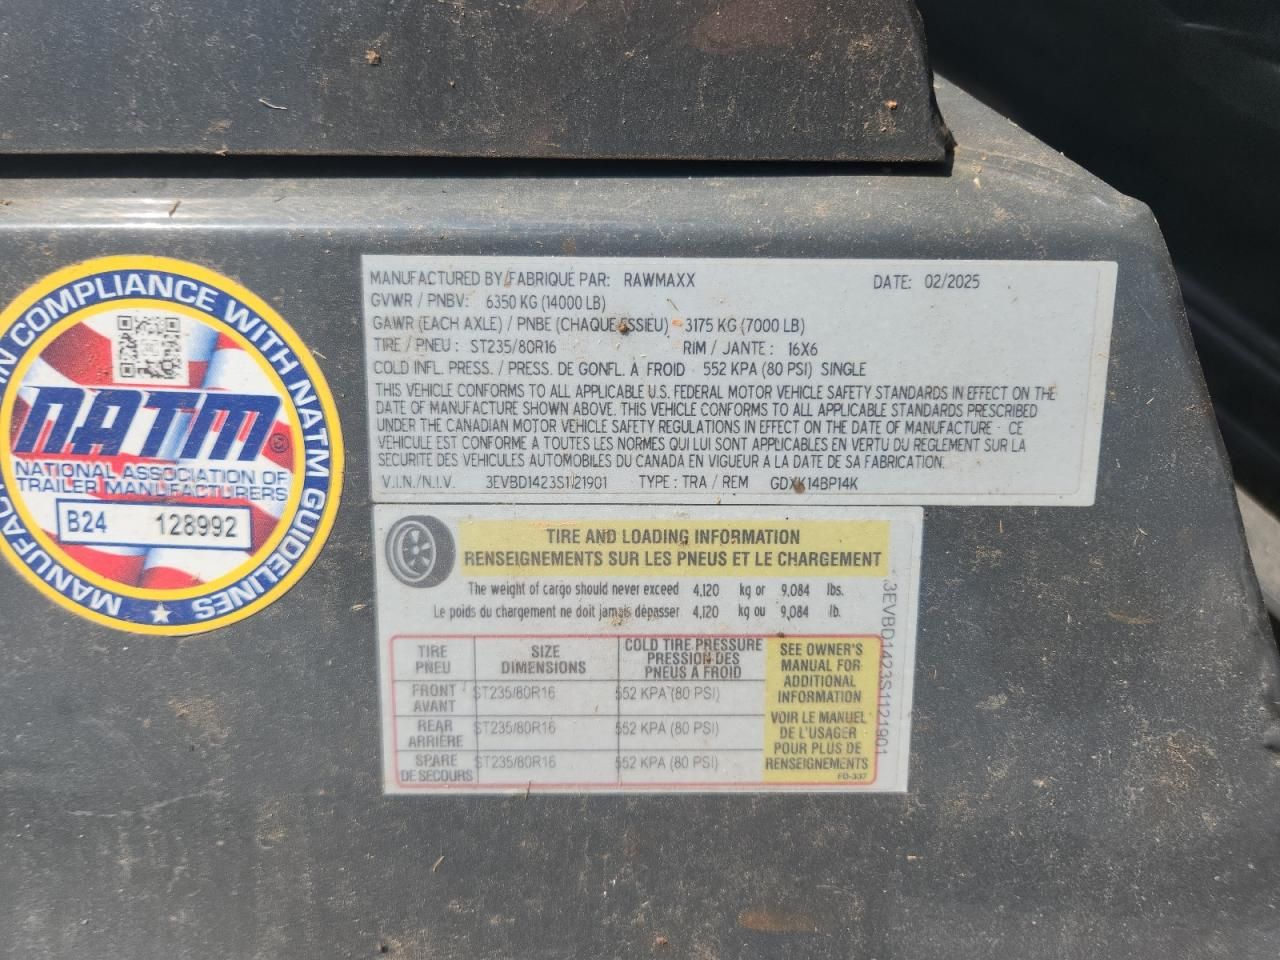 MANUFACTURED BY/FABRIQUE PAR: RAWMAXX DATE: 02/2025
GVWR / PNBV: 6350 KG (14000 LB)
GAWR (EACH AXLE) / PNBE (CHAQUE ESSIEU) 3175 KG (7000 LB)
TIRE / PNEU : ST235/80R16 RIM / JANTE : 16X6
COLD INFL. PRESS. / PRESS. DE GONFL. À FROID 552 KPA (80 PSI) SINGLE
THIS VEHICLE CONFORMS TO ALL APPLICABLE U.S. FEDERAL MOTOR VEHICLE SAFETY STANDARDS IN EFFECT ON THE
DATE OF MANUFACTURE SHOWN ABOVE. THIS VEHICLE CONFORMS TO ALL APPLICABLE STANDARDS PRESCRIBED
UNDER THE CANADIAN MOTOR VEHICLE SAFETY REGULATIONS IN EFFECT ON THE DATE OF MANUFACTURE - CE
VÉHICULE EST CONFORME À TOUTES LES NORMES QUI LUI SONT APPLICABLES EN VERTU DU REGLEMENT SUR LA
SÉCURITÉ DES VÉHICULES AUTOMOBILES DU CANADA EN VIGUEUR A LA DATE DE SA FABRICATION.
V.I.N./N.I.V. 3EVBD1423S1121901 TYPE : TRA / REM GDXK14BP14K
MANUFACTURED IN COMPLIANCE WITH NATM GUIDELINES
NATM ®
NATIONAL ASSOCIATION OF
TRAILER MANUFACTURERS
B24 128992
TIRE AND LOADING INFORMATION
RENSEIGNEMENTS SUR LES PNEUS ET LE CHARGEMENT
The weight of cargo should never exceed 4,120 kg or 9,084 lbs.
Le poids du chargement ne doit jamais dépasser 4,120 kg ou 9,084 lb.
TIRE SIZE COLD TIRE PRESSURE
PNEU DIMENSIONS PRESSION DES
PNEUS À FROID
FRONT ST235/80R16 552 KPA (80 PSI)
AVANT
REAR ST235/80R16 552 KPA (80 PSI)
ARRIÈRE
SPARE ST235/80R16 552 KPA (80 PSI)
DE SECOURS
SEE OWNER'S
MANUAL FOR
ADDITIONAL
INFORMATION
VOIR LE MANUEL
DE L'USAGER
POUR PLUS DE
RENSEIGNEMENTS
FD-337
3EVBD1423S1121901